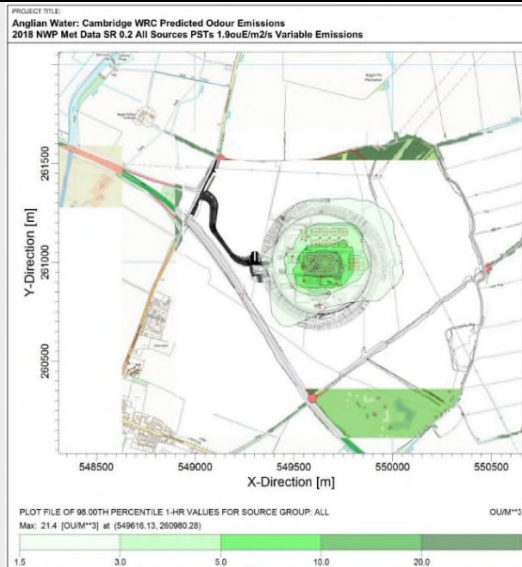 PROJECT TITLE:
Anglian Water: Cambridge WRC Predicted Odour Emissions
2018 NWP Met Data SR 0.2 All Sources PSTs 1.9ouE/m2/s Variable Emissions
Y-Direction [m]
261500
261000
260500
548500 549000 549500 550000 550500
X-Direction [m]
PLOT FILE OF 98.00TH PERCENTILE 1-HR VALUES FOR SOURCE GROUP: ALL
OU/M**3
Max: 21.4 [OU/M**3] at (549616.13, 260980.28)
1.5 3.0 5.0 10.0 20.0